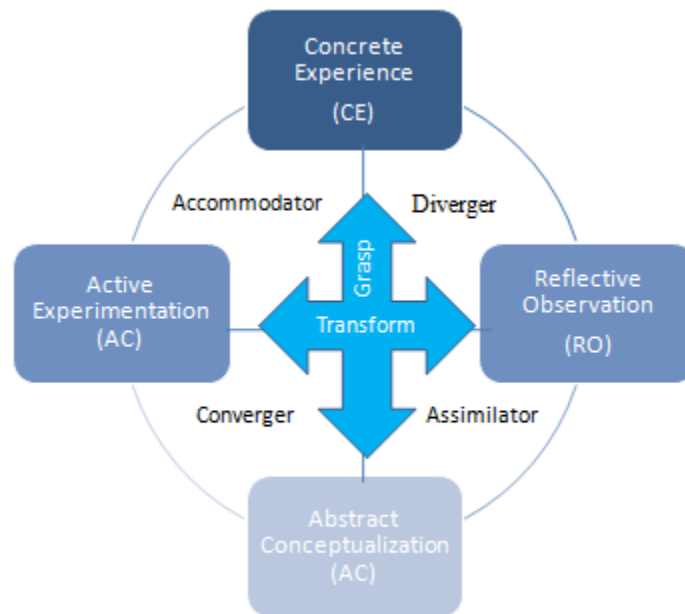 Concrete
Experience
(CE)
Accommodator
Diverger
Grasp
Active
Experimentation
(AC)
Transform
Reflective
Observation
(RO)
Converger
Assimilator
Abstract
Conceptualization
(AC)